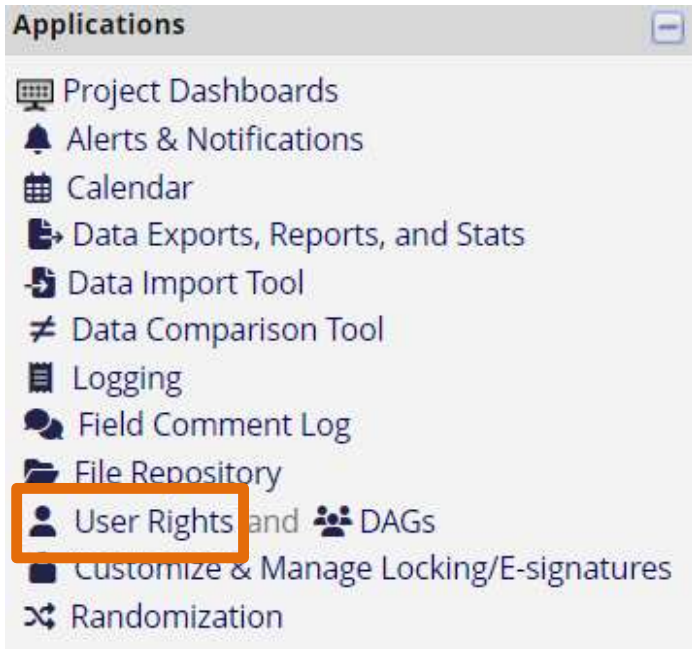 Applications
Project Dashboards
Alerts & Notifications
Calendar
Data Exports, Reports, and Stats
Data Import Tool
Data Comparison Tool
Logging
Field Comment Log
File Repository
User Rights and DAGs
Customize & Manage Locking/E-signatures
Randomization